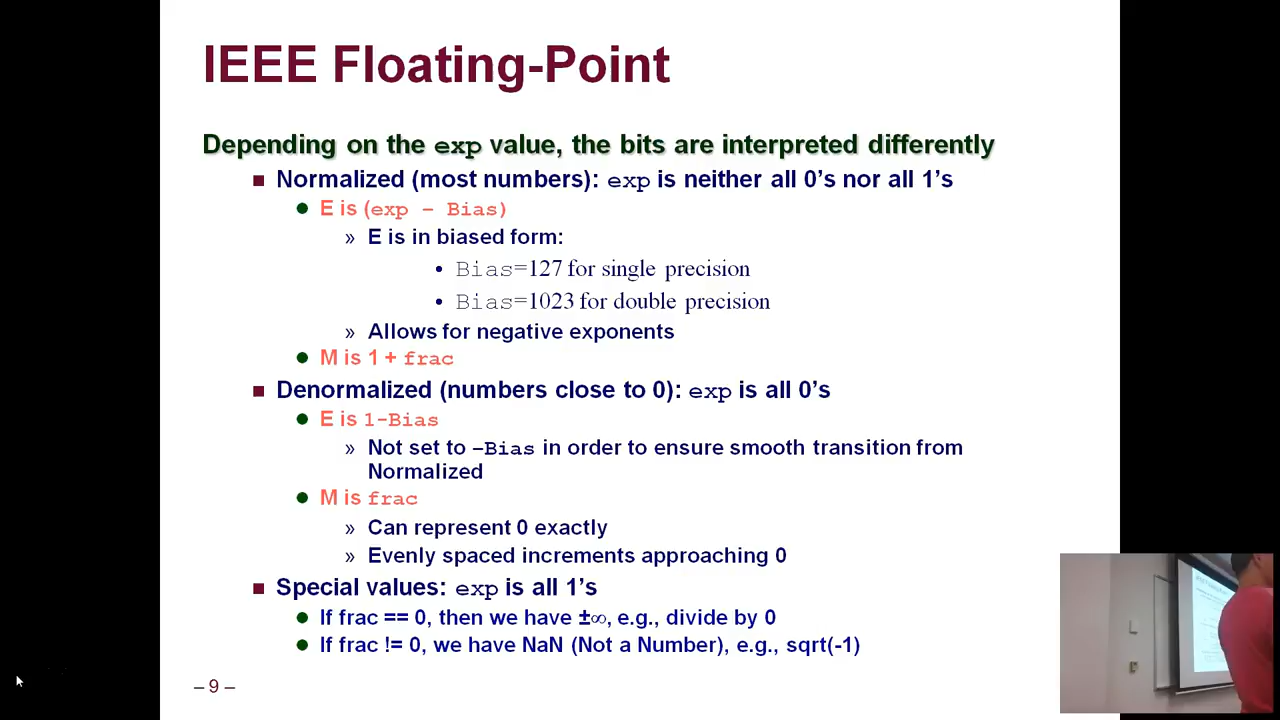 IEEE Floating-Point
Depending on the exp value, the bits are interpreted differently
Normalized (most numbers): exp is neither all 0's nor all 1's
E is (exp – Bias)
» E is in biased form:
• Bias=127 for single precision
• Bias=1023 for double precision
» Allows for negative exponents
M is 1 + frac
Denormalized (numbers close to 0): exp is all 0's
E is 1-Bias
» Not set to –Bias in order to ensure smooth transition from
Normalized
M is frac
» Can represent 0 exactly
» Evenly spaced increments approaching 0
Special values: exp is all 1's
If frac == 0, then we have ±∞, e.g., divide by 0
If frac != 0, we have NaN (Not a Number), e.g., sqrt(-1)
– 9 –